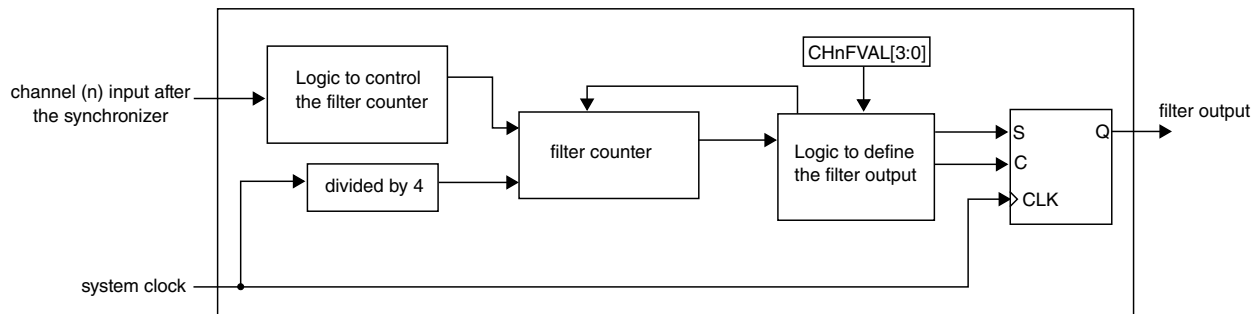 channel (n) input after
the synchronizer
Logic to control
the filter counter
divided by 4
filter counter
CHnFVAL[3:0]
Logic to define
the filter output
S
Q
C
CLK
filter output
system clock